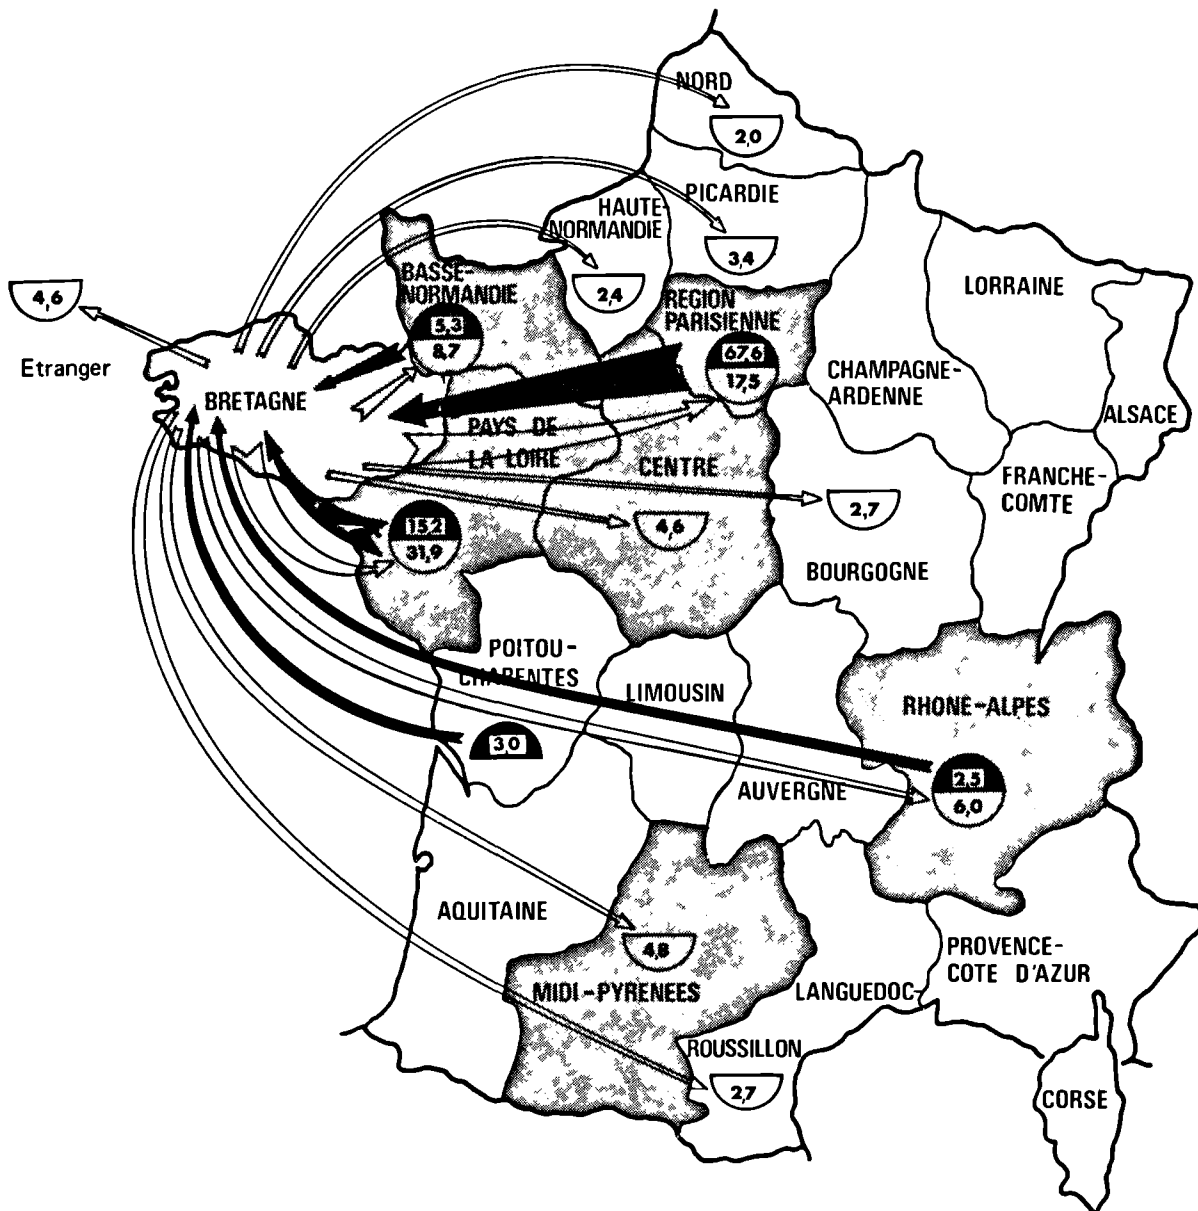 NORD
2,0
PICARDIE
HAUTE-
NORMANDIE
3,4
BASSE-
NORMANDIE
2,4
REGION
PARISIENNE
LORRAINE
4,6
5,3
8,7
67,6
17,5
Etranger
BRETAGNE
CHAMPAGNE-
ARDENNE
ALSACE
PAYS DE
LA LOIRE
CENTRE
FRANCHE-
COMTE
2,7
15,2
31,9
4,6
BOURGOGNE
POITOU-
CHARENTES
LIMOUSIN
RHONE-ALPES
3,0
2,5
6,0
AUVERGNE
AQUITAINE
4,8
PROVENCE-
COTE D'AZUR
MIDI-PYRENEES
LANGUEDOC-
ROUSSILLON
2,7
CORSE